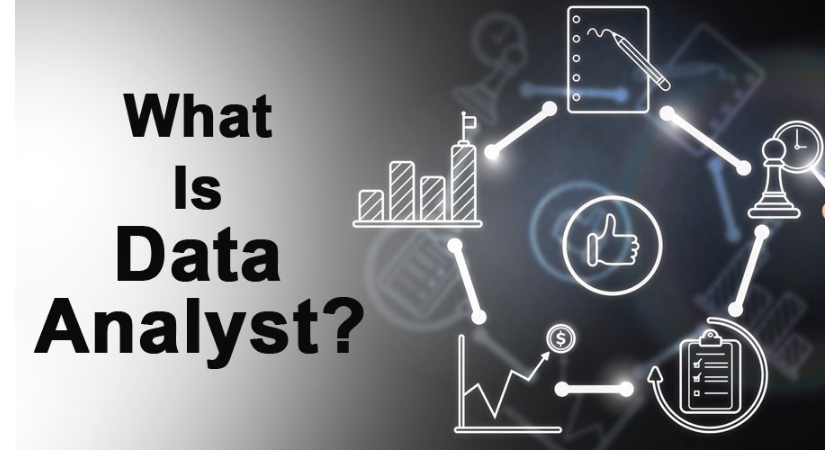 What
Is
Data
Analyst?
$